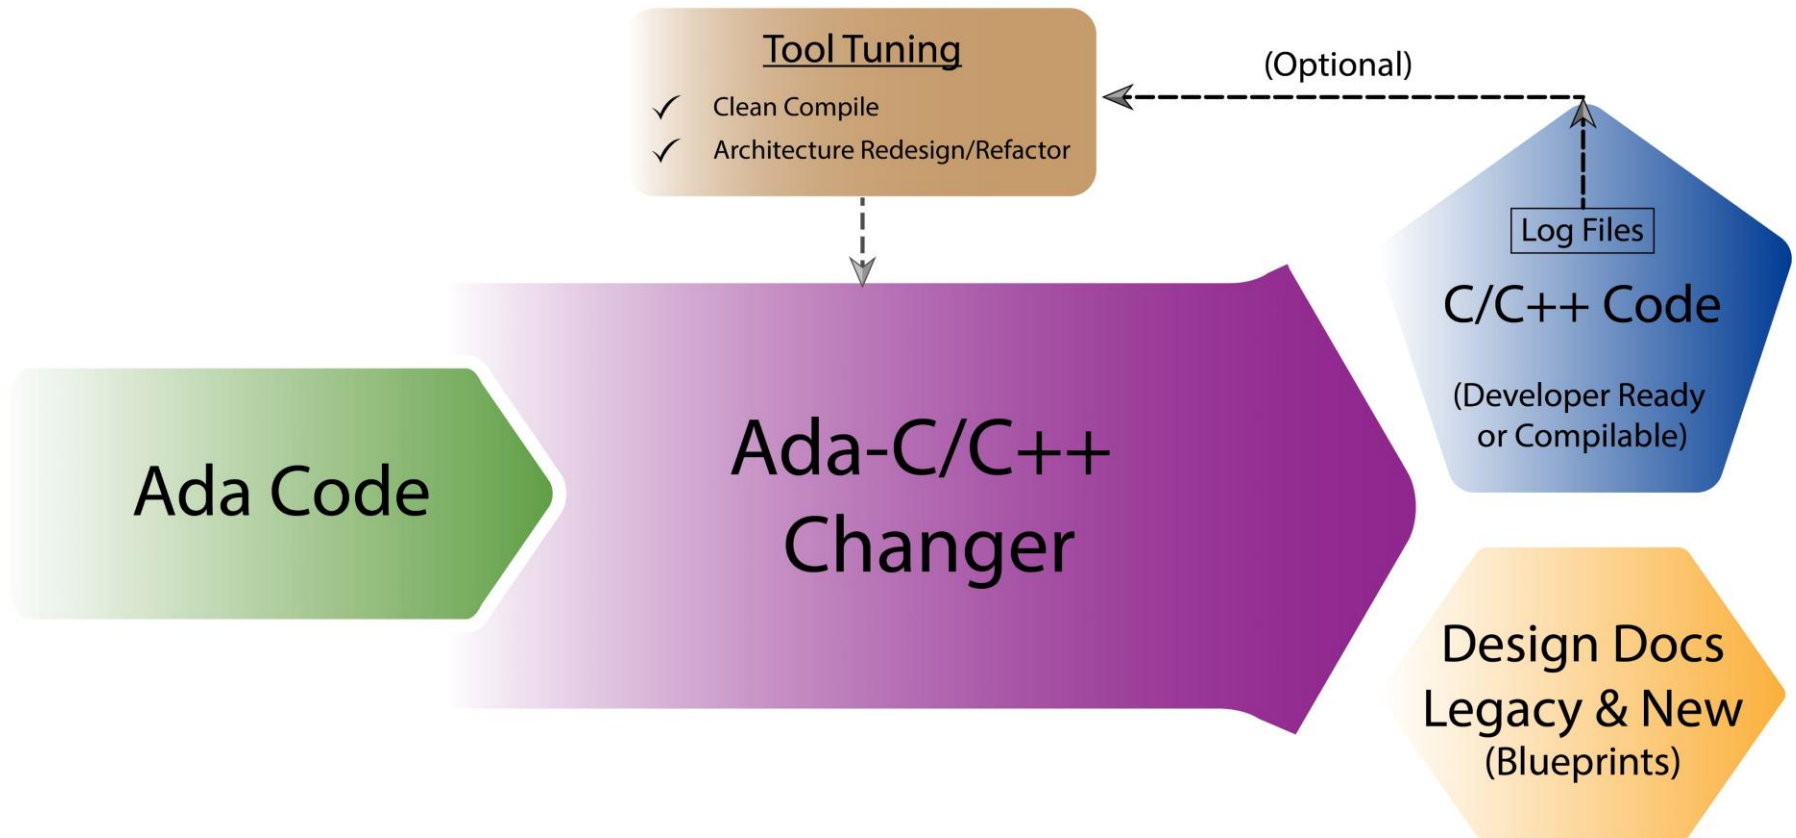 Tool Tuning
✓ Clean Compile
✓ Architecture Redesign/Refactor
(Optional)
Log Files
C/C++ Code
(Developer Ready
or Compilable)
Ada Code
Ada-C/C++
Changer
Design Docs
Legacy & New
(Blueprints)